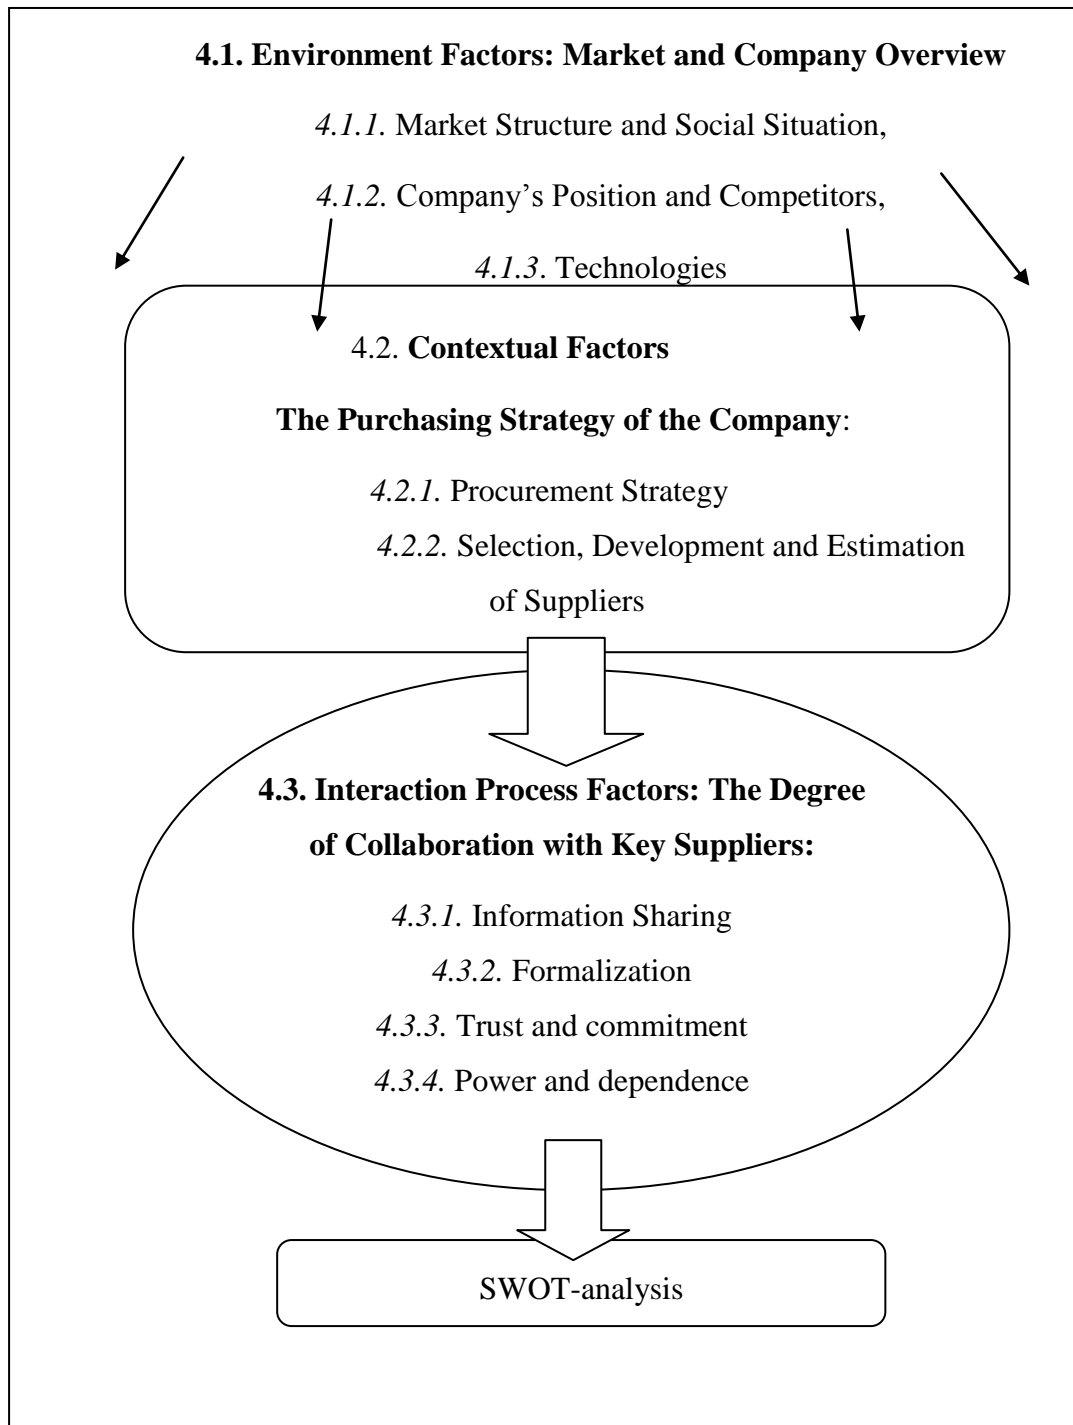 4.1. Environment Factors: Market and Company Overview
4.1.1. Market Structure and Social Situation,
4.1.2. Company’s Position and Competitors,
4.1.3. Technologies
4.2. Contextual Factors
The Purchasing Strategy of the Company:
4.2.1. Procurement Strategy
4.2.2. Selection, Development and Estimation
of Suppliers
4.3. Interaction Process Factors: The Degree
of Collaboration with Key Suppliers:
4.3.1. Information Sharing
4.3.2. Formalization
4.3.3. Trust and commitment
4.3.4. Power and dependence
SWOT-analysis